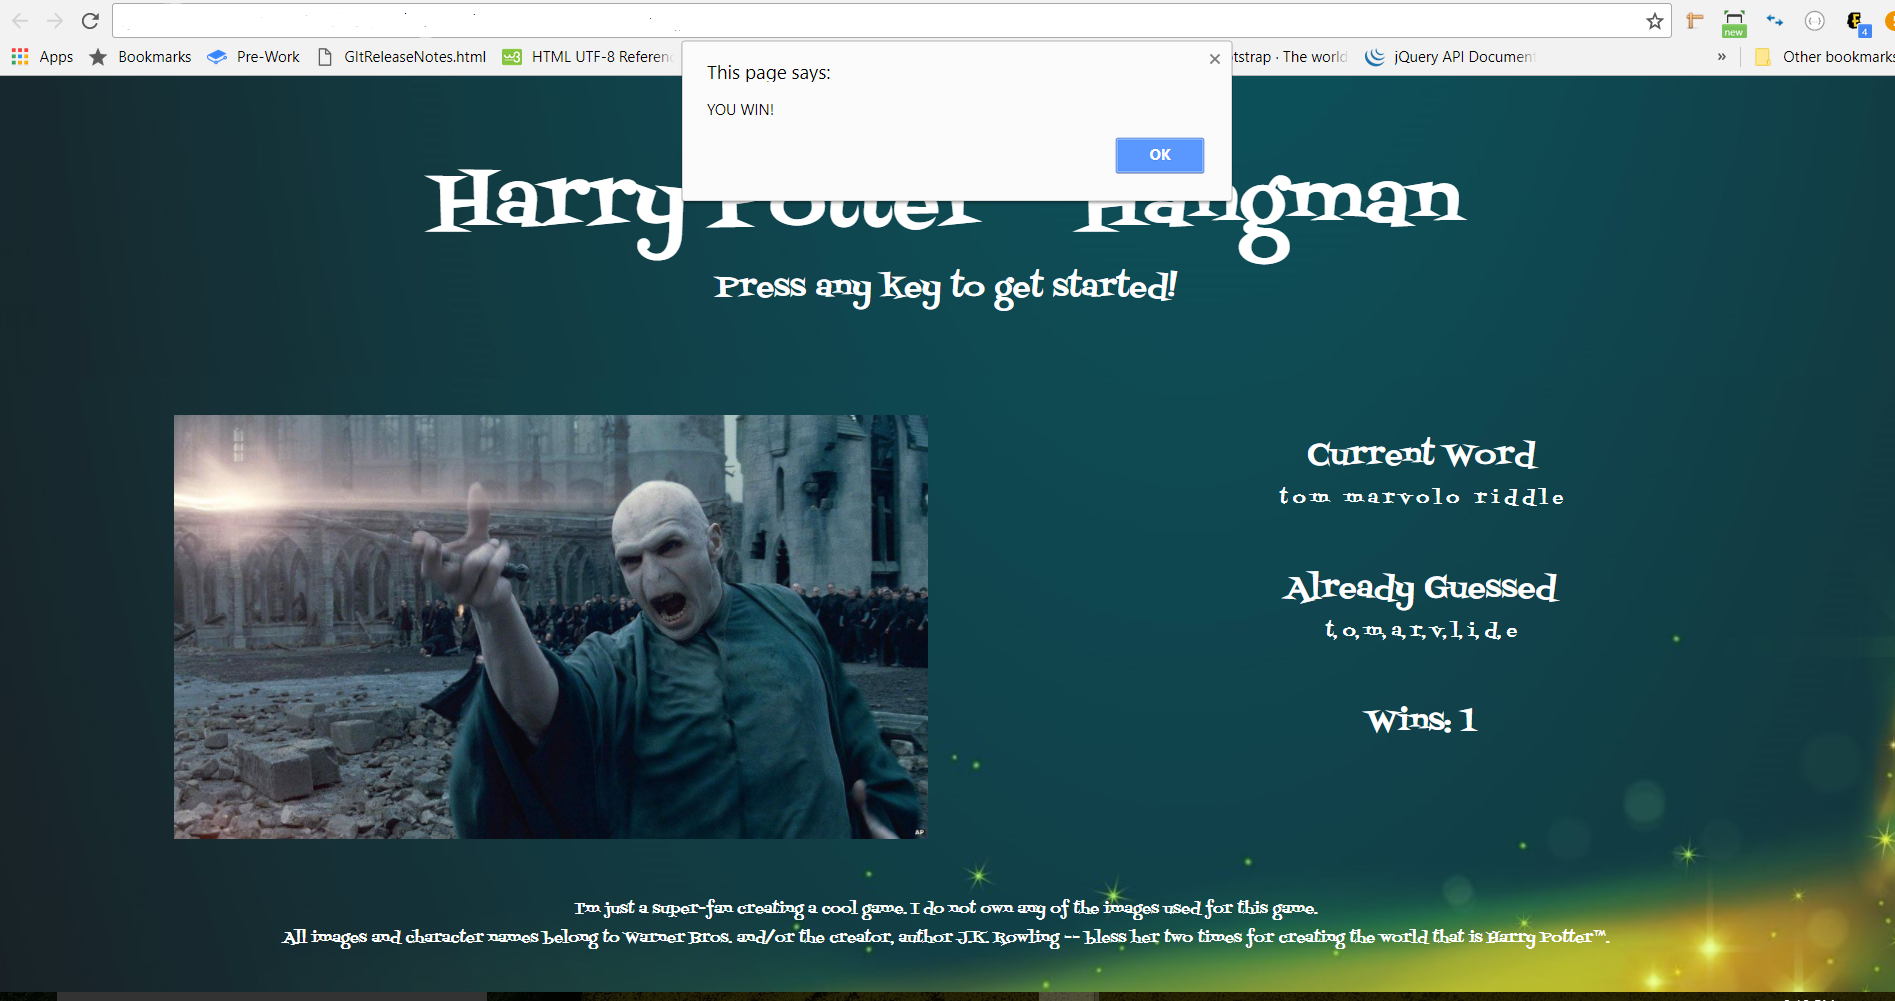 new
4
Apps
Bookmarks
Pre-Work
GItReleaseNotes.html
HTML UTF-8 Referenc
tstrap · The world
jQuery API Document
»
Other bookmarks
This page says:
YOU WIN!
OK
Harry Potter Hangman
Press any key to get started!
Current Word
tom marvolo riddle
Already Guessed
t,o,m,a,r,v,l,i,d,e
Wins: 1
AP
I'm just a super-fan creating a cool game. I do not own any of the images used for this game.
All images and character names belong to Warner Bros. and/or the creator, author J.K. Rowling -- bless her two times for creating the world that is Harry Potter™.